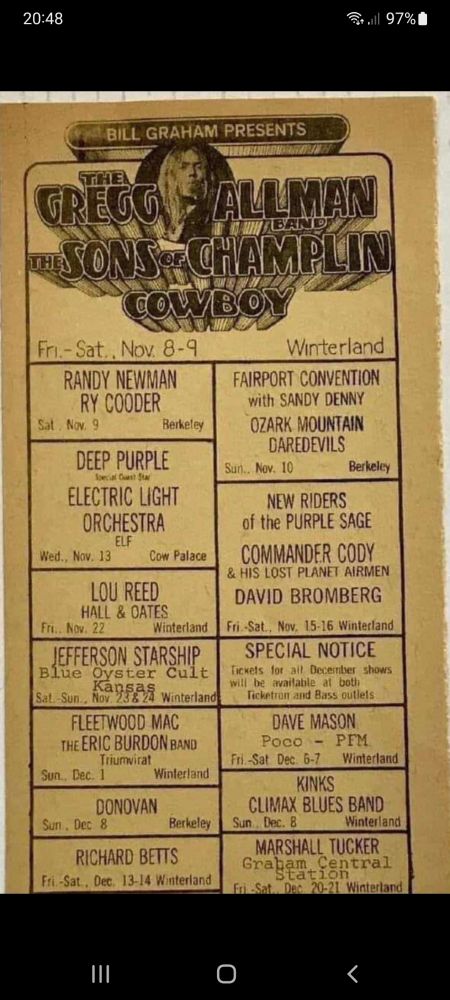 20:48
97%
BILL GRAHAM PRESENTS
THE
GREGG ALLMAN
BAND
THE SONS OF CHAMPLIN
COWBOY
Fri.-Sat., Nov. 8-9 Winterland
RANDY NEWMAN
RY COODER
Sat., Nov. 9 Berkeley
DEEP PURPLE
Special Guest Star
ELECTRIC LIGHT
ORCHESTRA
ELF
Wed., Nov. 13 Cow Palace
LOU REED
HALL & OATES
Fri., Nov. 22 Winterland
JEFFERSON STARSHIP
Blue Oyster Cult
Kansas
Sat.-Sun., Nov 23 & 24 Winterland
FLEETWOOD MAC
THE ERIC BURDON BAND
Triumvirat
Sun., Dec. 1 Winterland
DONOVAN
Sun., Dec 8 Berkeley
RICHARD BETTS
Fri.-Sat., Dec. 13-14 Winterland
FAIRPORT CONVENTION
with SANDY DENNY
OZARK MOUNTAIN
DAREDEVILS
Sun., Nov. 10 Berkeley
NEW RIDERS
of the PURPLE SAGE
COMMANDER CODY
& HIS LOST PLANET AIRMEN
DAVID BROMBERG
Fri.-Sat., Nov. 15-16 Winterland
SPECIAL NOTICE
Tickets for all December shows
will be available at both
Ticketron and Bass outlets
DAVE MASON
Poco - PFM
Fri.-Sat. Dec. 6-7 Winterland
KINKS
CLIMAX BLUES BAND
Sun., Dec. 8 Winterland
MARSHALL TUCKER
Graham Central
Station
Fri.-Sat., Dec. 20-21 Winterland